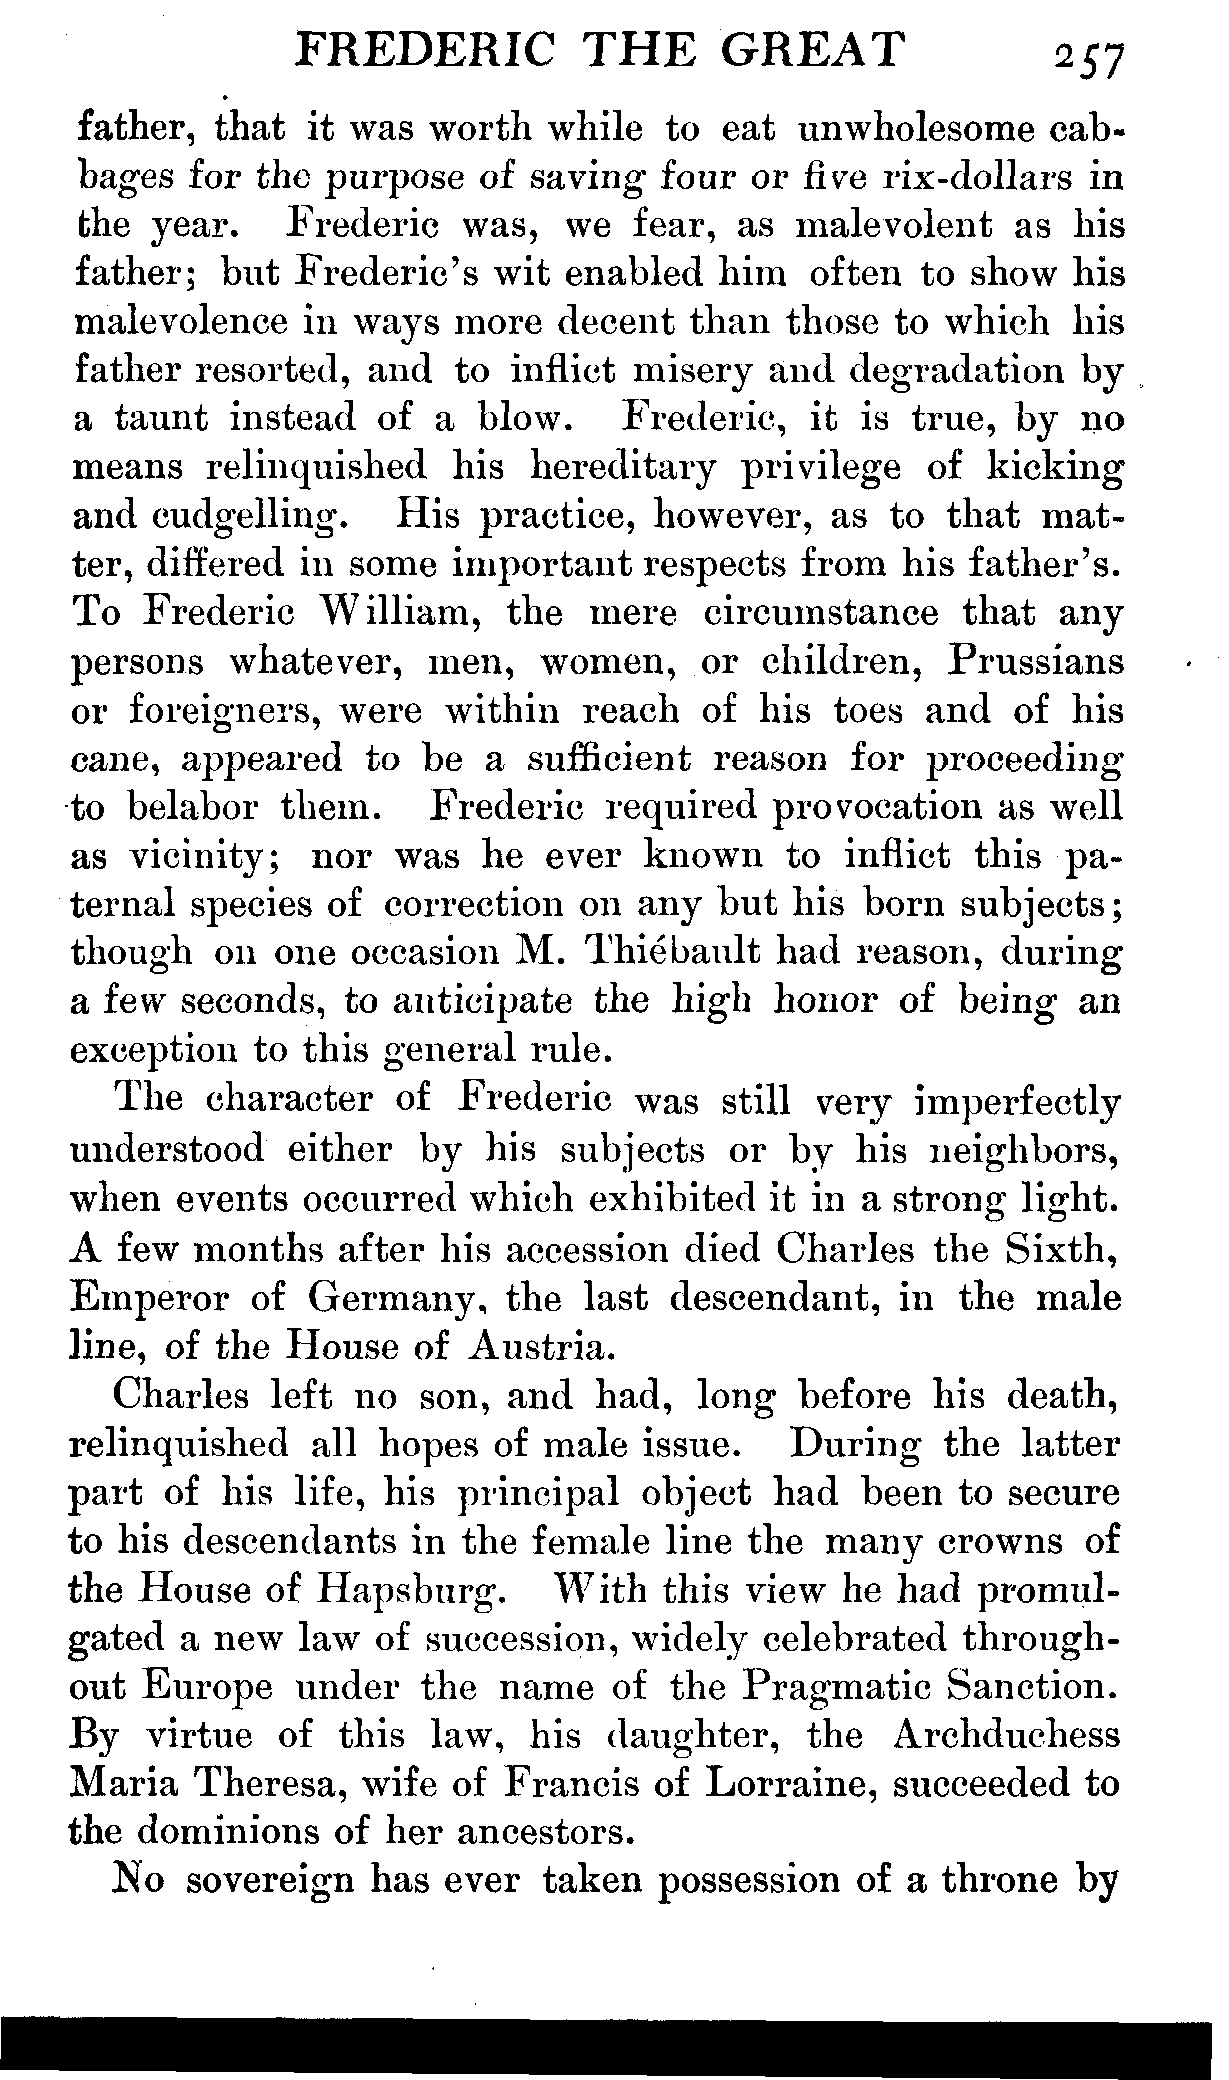 FREDERIC THE GREAT 257
father, that it was worth while to eat unwholesome cab-
bages for the purpose of saving four or five rix-dollars in
the year. Frederic was, we fear, as malevolent as his
father; but Frederic's wit enabled him often to show his
malevolence in ways more decent than those to which his
father resorted, and to inflict misery and degradation by
a taunt instead of a blow. Frederic, it is true, by no
means relinquished his hereditary privilege of kicking
and cudgelling. His practice, however, as to that mat-
ter, differed in some important respects from his father's.
To Frederic William, the mere circumstance that any
persons whatever, men, women, or children, Prussians
or foreigners, were within reach of his toes and of his
cane, appeared to be a sufficient reason for proceeding
to belabor them. Frederic required provocation as well
as vicinity; nor was he ever known to inflict this pa-
ternal species of correction on any but his born subjects;
though on one occasion M. Thiébault had reason, during
a few seconds, to anticipate the high honor of being an
exception to this general rule.
The character of Frederic was still very imperfectly
understood either by his subjects or by his neighbors,
when events occurred which exhibited it in a strong light.
A few months after his accession died Charles the Sixth,
Emperor of Germany, the last descendant, in the male
line, of the House of Austria.
Charles left no son, and had, long before his death,
relinquished all hopes of male issue. During the latter
part of his life, his principal object had been to secure
to his descendants in the female line the many crowns of
the House of Hapsburg. With this view he had promul-
gated a new law of succession, widely celebrated through-
out Europe under the name of the Pragmatic Sanction.
By virtue of this law, his daughter, the Archduchess
Maria Theresa, wife of Francis of Lorraine, succeeded to
the dominions of her ancestors.
No sovereign has ever taken possession of a throne by